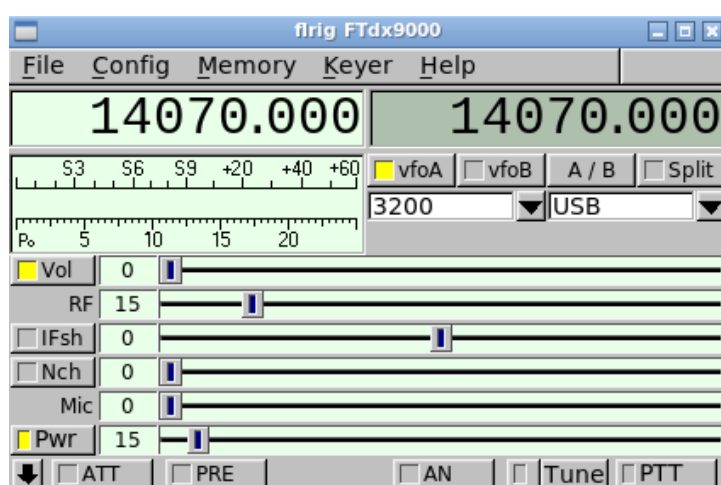 flrig FTdx9000
File Config Memory Keyer Help
14070.000 14070.000
S3 S6 S9 +20 +40 +60
vfoA vfoB A / B Split
3200 USB
Po 5 10 15 20
Vol 0
RF 15
IFsh 0
Nch 0
Mic 0
Pwr 15
ATT PRE AN Tune PTT